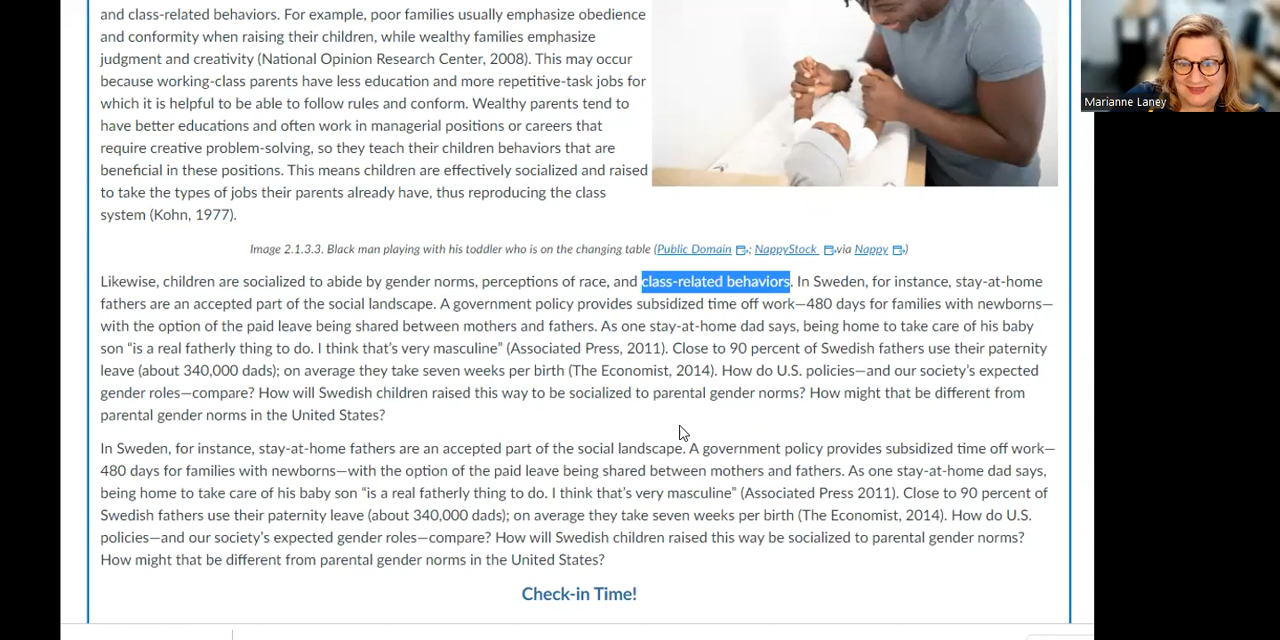 and class-related behaviors. For example, poor families usually emphasize obedience
and conformity when raising their children, while wealthy families emphasize
judgment and creativity (National Opinion Research Center, 2008). This may occur
because working-class parents have less education and more repetitive-task jobs for
which it is helpful to be able to follow rules and conform. Wealthy parents tend to
have better educations and often work in managerial positions or careers that
require creative problem-solving, so they teach their children behaviors that are
beneficial in these positions. This means children are effectively socialized and raised
to take the types of jobs their parents already have, thus reproducing the class
system (Kohn, 1977).
Marianne Laney
Image 2.1.3.3. Black man playing with his toddler who is on the changing table (Public Domain ; NappyStock via Nappy )
Likewise, children are socialized to abide by gender norms, perceptions of race, and class-related behaviors. In Sweden, for instance, stay-at-home
fathers are an accepted part of the social landscape. A government policy provides subsidized time off work—480 days for families with newborns—
with the option of the paid leave being shared between mothers and fathers. As one stay-at-home dad says, being home to take care of his baby
son “is a real fatherly thing to do. I think that’s very masculine” (Associated Press, 2011). Close to 90 percent of Swedish fathers use their paternity
leave (about 340,000 dads); on average they take seven weeks per birth (The Economist, 2014). How do U.S. policies—and our society’s expected
gender roles—compare? How will Swedish children raised this way to be socialized to parental gender norms? How might that be different from
parental gender norms in the United States?
In Sweden, for instance, stay-at-home fathers are an accepted part of the social landscape. A government policy provides subsidized time off work—
480 days for families with newborns—with the option of the paid leave being shared between mothers and fathers. As one stay-at-home dad says,
being home to take care of his baby son “is a real fatherly thing to do. I think that’s very masculine” (Associated Press 2011). Close to 90 percent of
Swedish fathers use their paternity leave (about 340,000 dads); on average they take seven weeks per birth (The Economist, 2014). How do U.S.
policies—and our society’s expected gender roles—compare? How will Swedish children raised this way be socialized to parental gender norms?
How might that be different from parental gender norms in the United States?
Check-in Time!